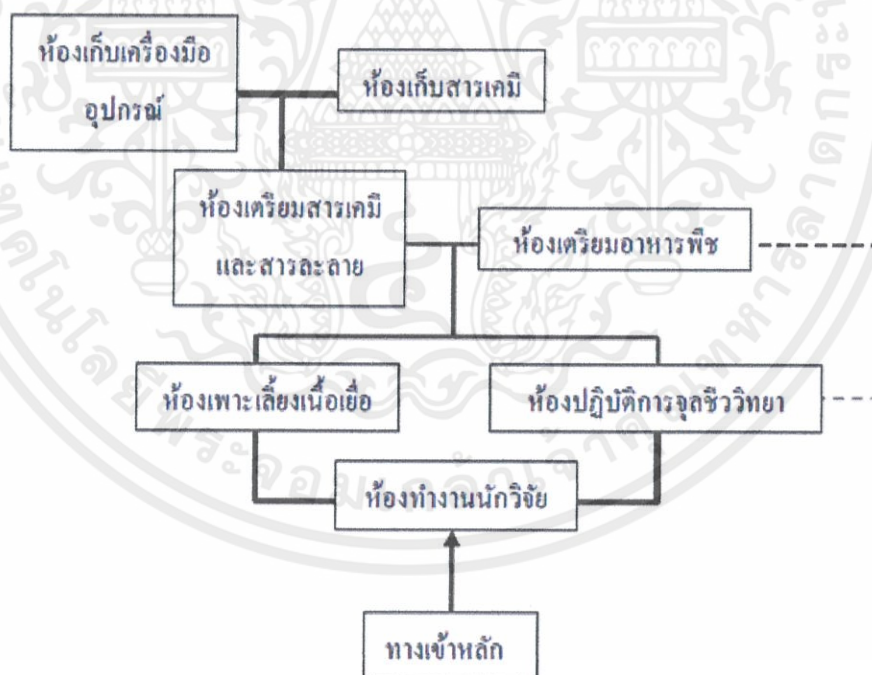 ห้องเก็บเครื่องมือ
อุปกรณ์
ห้องเก็บสารเคมี
ห้องเตรียมสารเคมี
และสารละลาย
ห้องเตรียมอาหารพืช
ห้องเพาะเลี้ยงเนื้อเยื่อ
ห้องปฏิบัติการจุลชีววิทยา
ห้องทำงานนักวิจัย
ทางเข้าหลัก